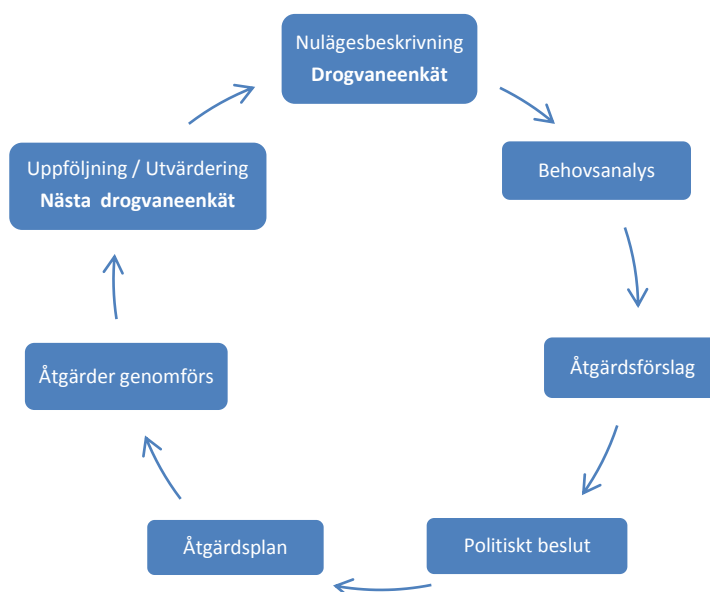 Nulägesbeskrivning
Drogvaneenkät
Behovsanalys
Åtgärdsförslag
Politiskt beslut
Åtgärdsplan
Åtgärder genomförs
Uppföljning / Utvärdering
Nästa drogvaneenkät